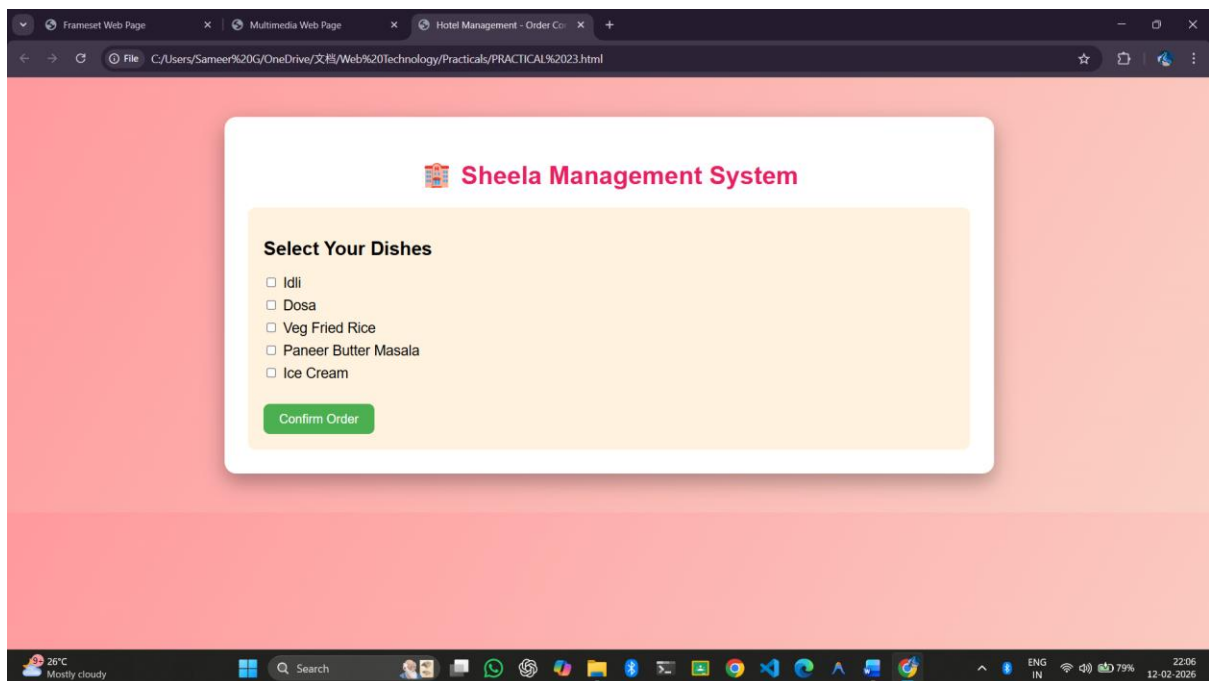 Frameset Web Page
Multimedia Web Page
Hotel Management - Order Co
File C:/Users/Sameer%20G/OneDrive/文档/Web%20Technology/Practicals/PRACTICAL%2023.html
Sheela Management System
Select Your Dishes
Idli
Dosa
Veg Fried Rice
Paneer Butter Masala
Ice Cream
Confirm Order
26°C
Mostly cloudy
Search
ENG
IN
79%
22:06
12-02-2026